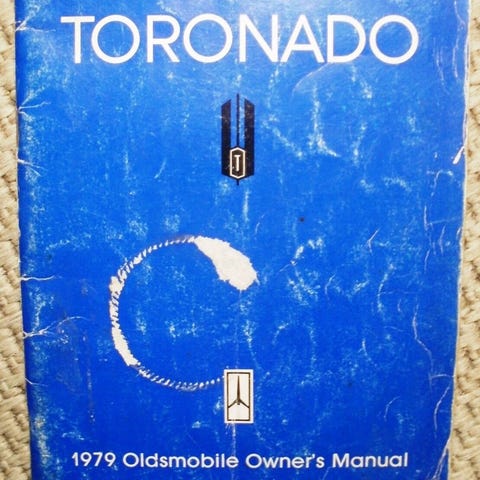 TORONADO
T
1979 Oldsmobile Owner's Manual